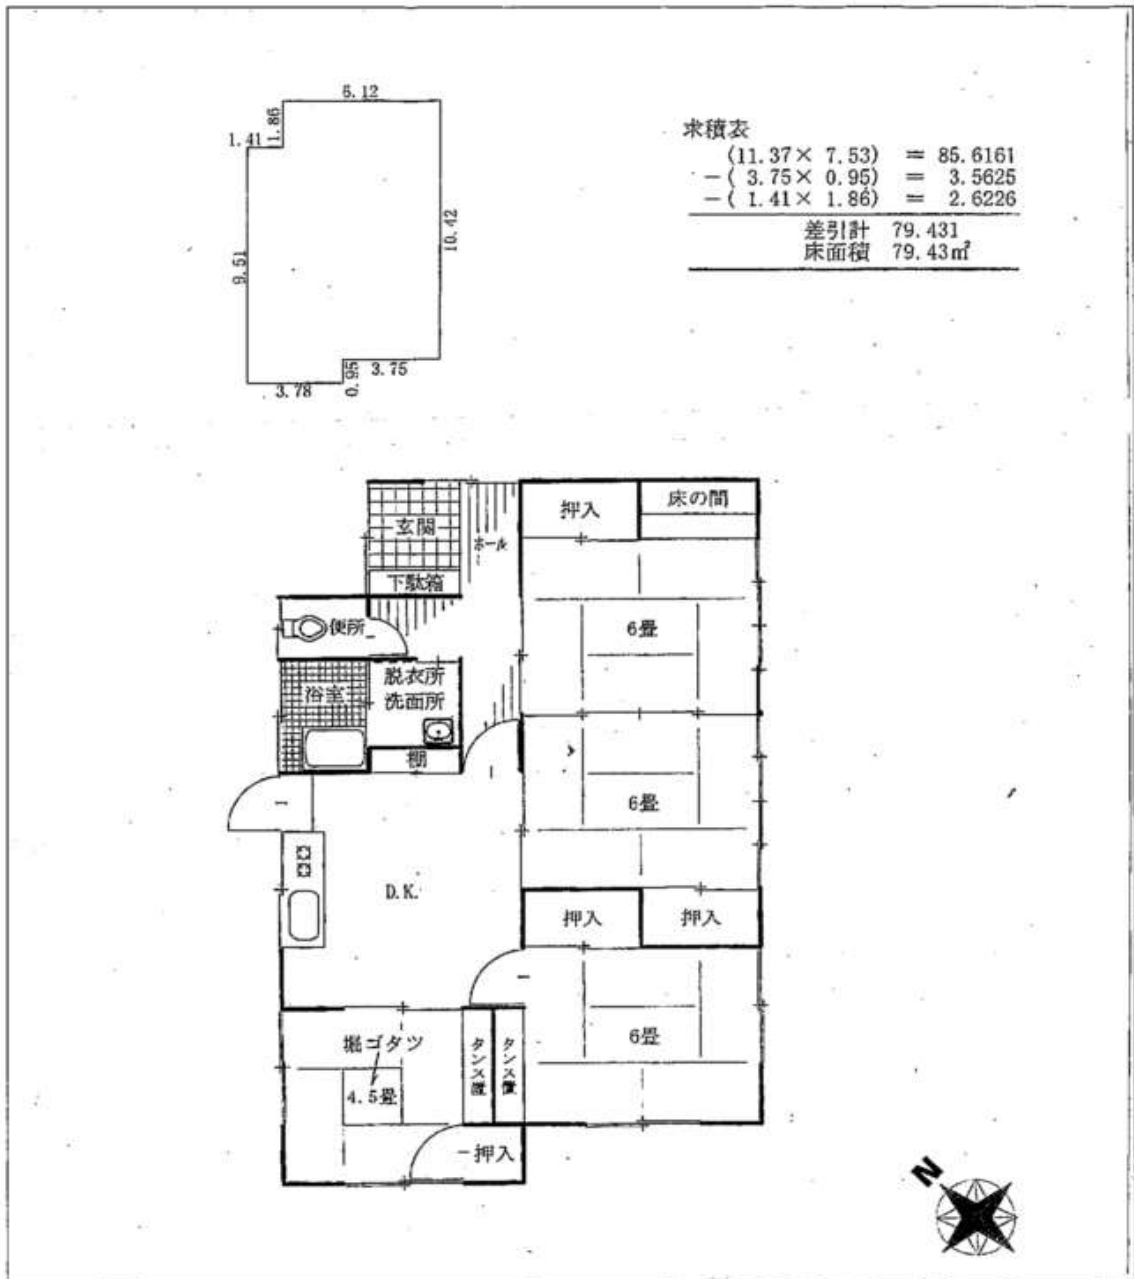 6.12
1.86
1.41
9.51
10.42
3.75
0.95
3.78
求積表
(11.37× 7.53) = 85.6161
-( 3.75× 0.95) = 3.5625
-( 1.41× 1.86) = 2.6226
差引計 79.431
床面積 79.43㎡
玄関
ホール
押入
床の間
下駄箱
便所
6畳
脱衣所
洗面所
浴室
棚
6畳
D.K.
押入
押入
6畳
堀ゴタツ
4.5畳
タンス置
タンス置
押入
N